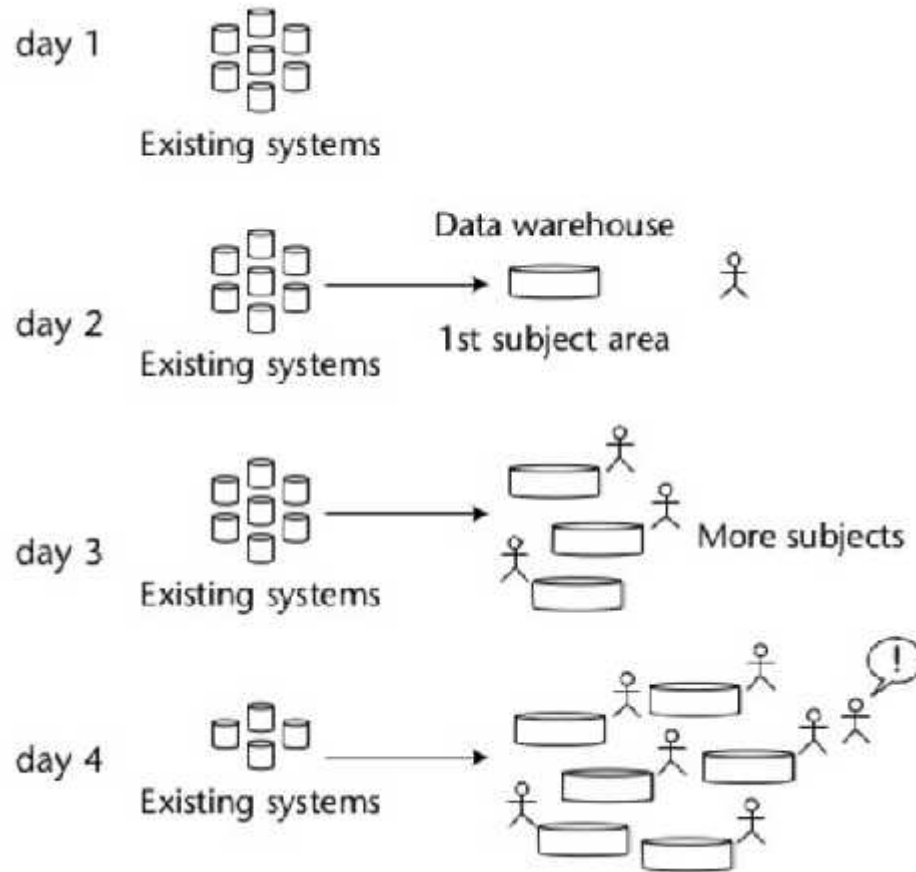 day 1
Existing systems
Data warehouse
day 2
1st subject area
Existing systems
day 3
More subjects
Existing systems
!
day 4
Existing systems